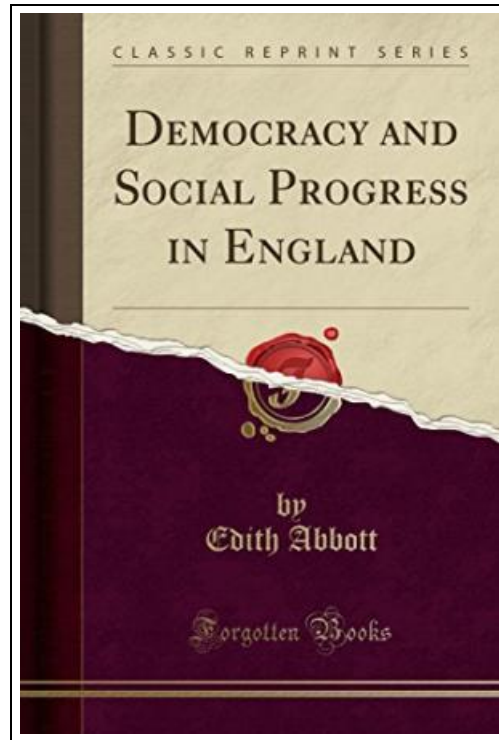 CLASSIC REPRINT SERIES
DEMOCRACY AND
SOCIAL PROGRESS
IN ENGLAND
by
Edith Abbott
Forgotten Books